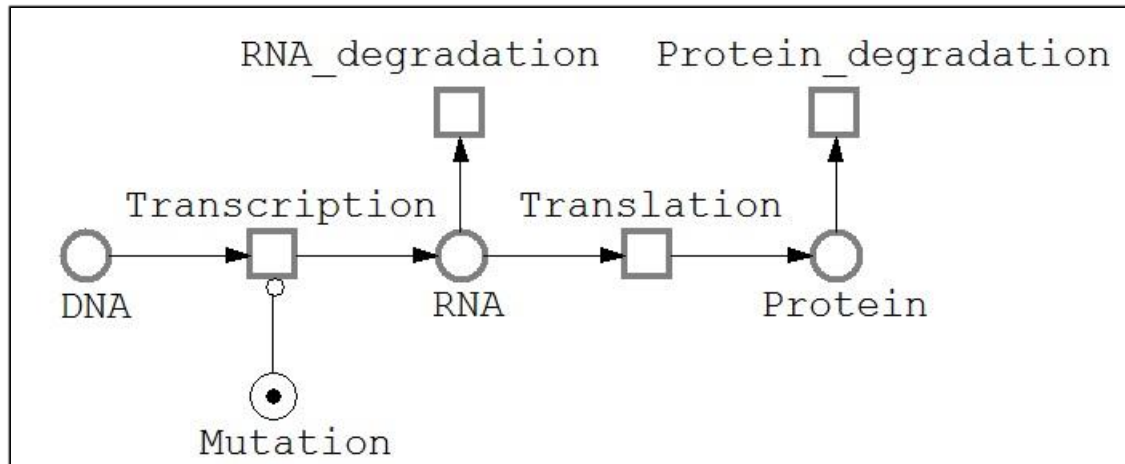 RNA_degradation
Protein_degradation
Transcription
Translation
DNA
RNA
Protein
Mutation